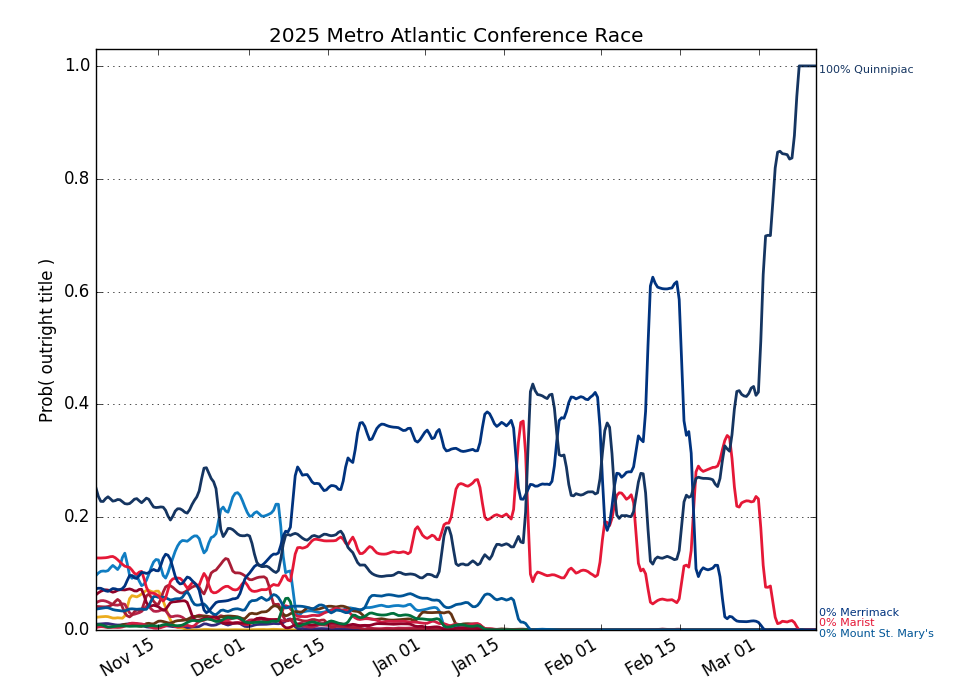 2025 Metro Atlantic Conference Race
Prob( outright title )
1.0
0.8
0.6
0.4
0.2
0.0
Nov 15
Dec 01
Dec 15
Jan 01
Jan 15
Feb 01
Feb 15
Mar 01
100% Quinnipiac
0% Merrimack
0% Marist
0% Mount St. Mary's